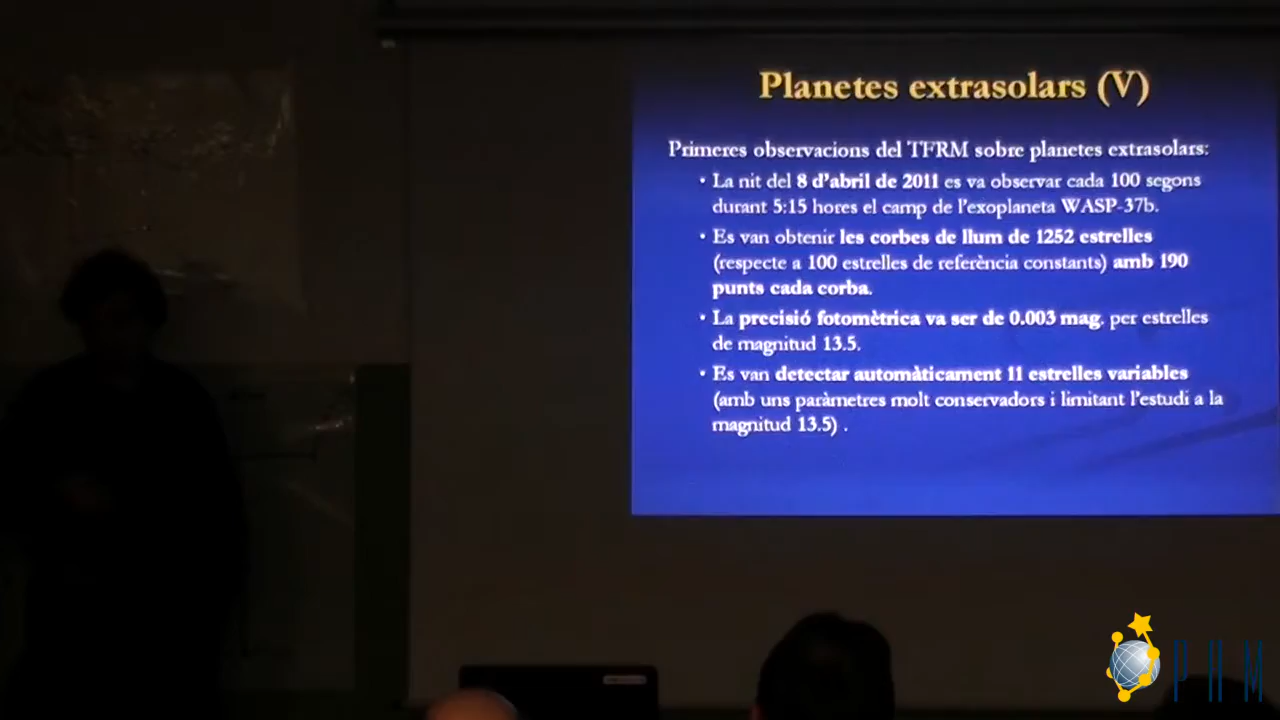 Planetes extrasolars (V)
Primeres observacions del TFRM sobre planetes extrasolars:
• La nit del 8 d'abril de 2011 es va observar cada 100 segons
durant 5:15 hores el camp de l'exoplaneta WASP-37b.
• Es van obtenir les corbes de llum de 1252 estrelles
(respecte a 100 estrelles de referència constants) amb 190
punts cada corba.
• La precisió fotomètrica va ser de 0.003 mag. per estrelles
de magnitud 13.5.
• Es van detectar automàticament 11 estrelles variables
(amb uns paràmetres molt conservadors i limitant l'estudi a la
magnitud 13.5) .
PHM